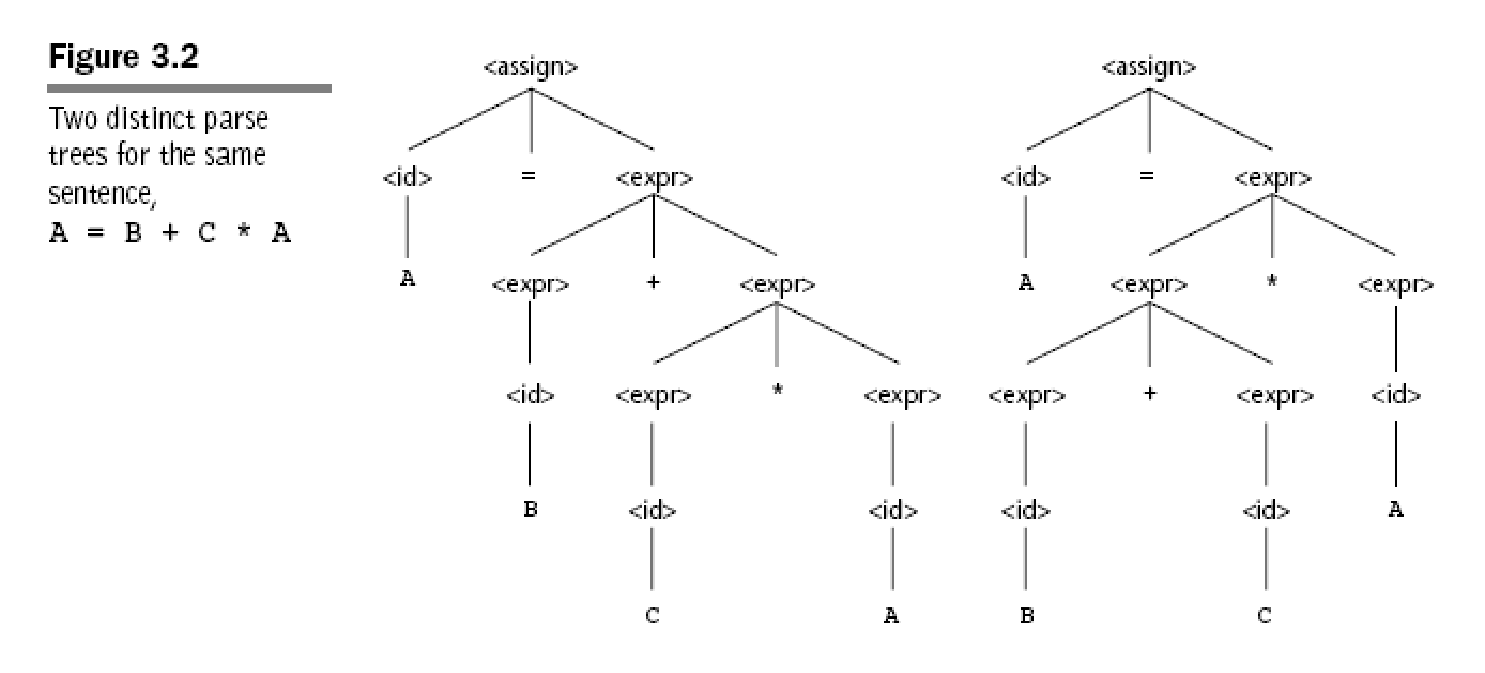 Figure 3.2
Two distinct parse
trees for the same
sentence,
A = B + C * A
<assign>
<id> = <expr>
A <expr> + <expr>
<id> <expr> * <expr>
B <id> <id>
C A
<assign>
<id> = <expr>
A <expr> * <expr>
<expr> + <expr> <id>
<id> <id> A
B C